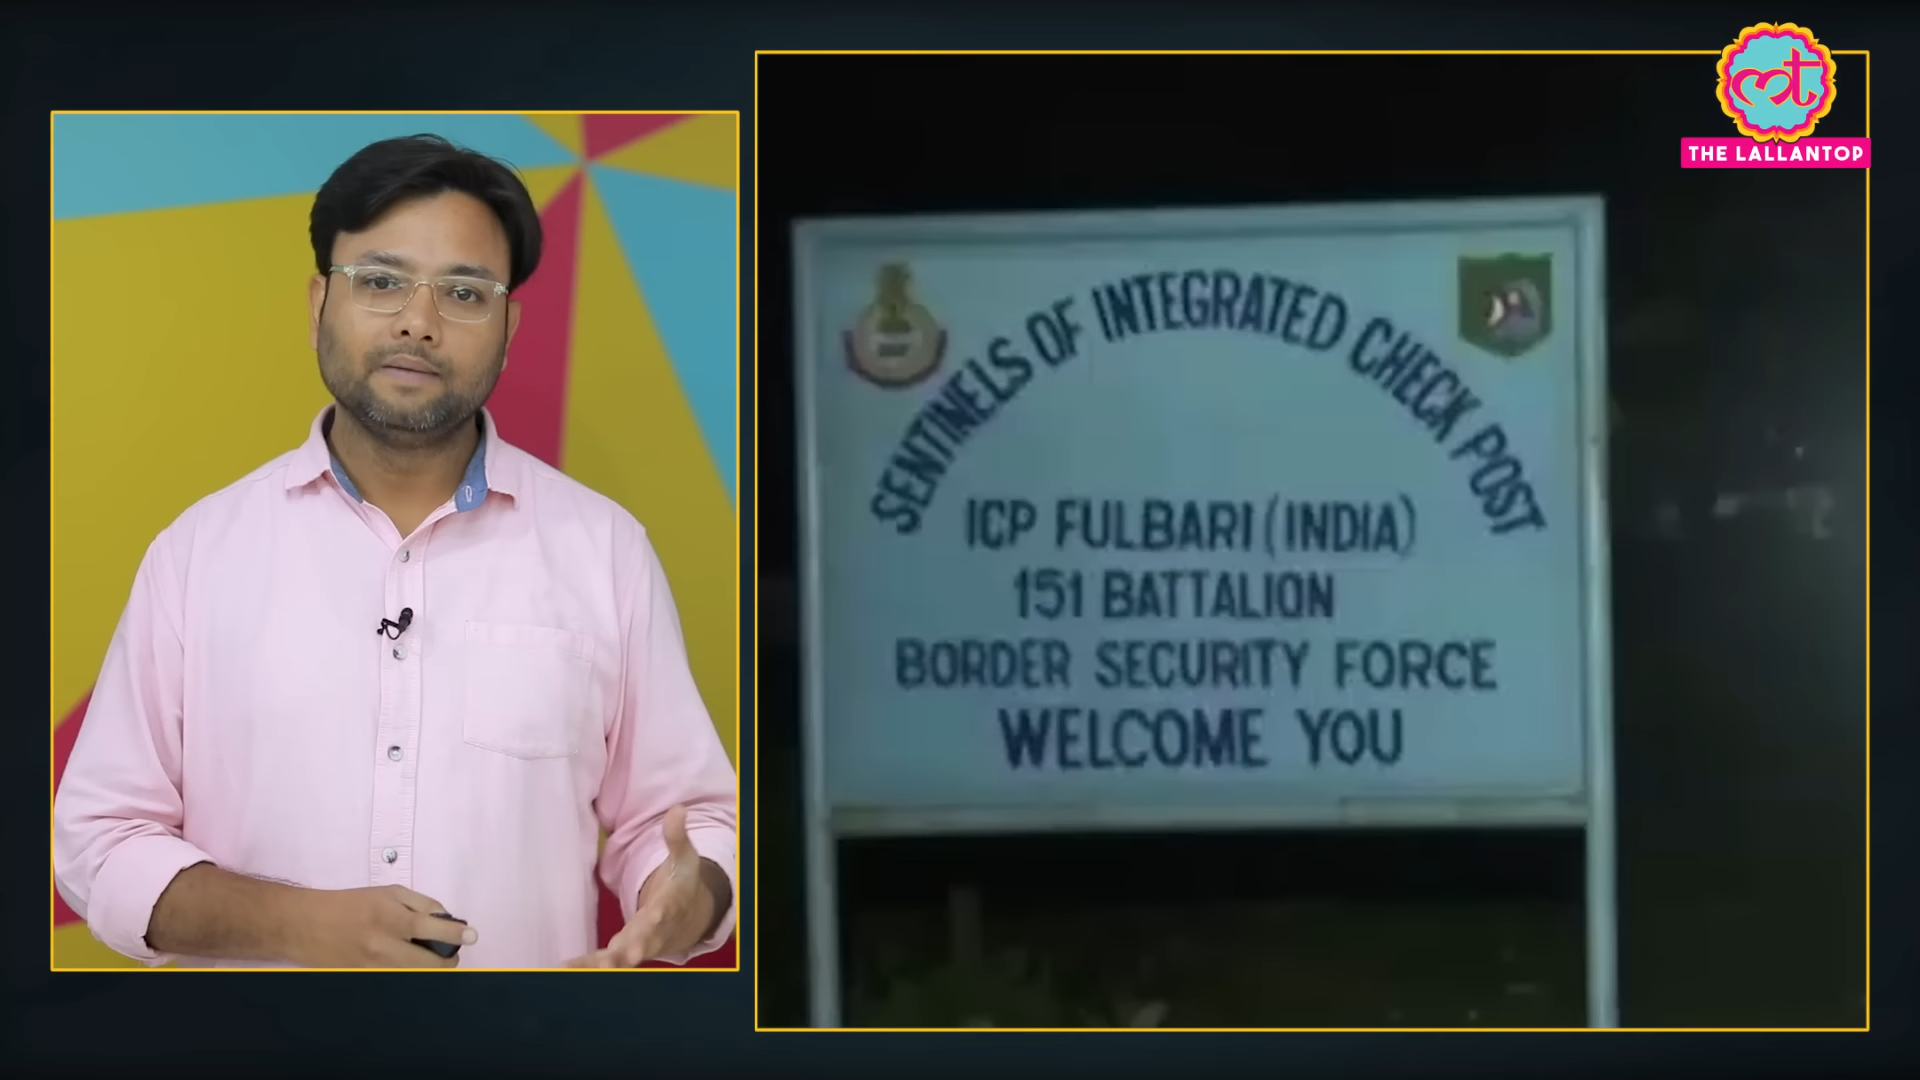 THE LALLANTOP
SENTINELS OF INTEGRATED CHECK POST
ICP FULBARI (INDIA)
151 BATTALION
BORDER SECURITY FORCE
WELCOME YOU